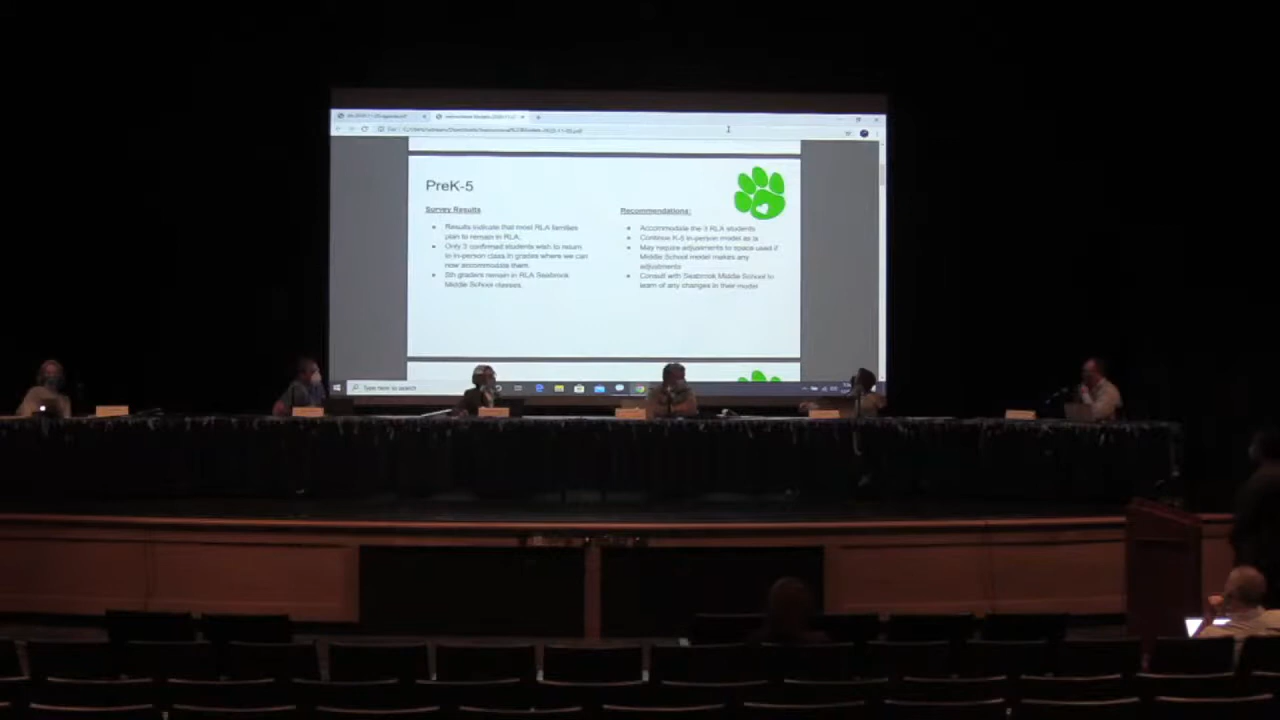 PreK-5
Survey Results
Results indicate that most RLA families
plan to remain in RLA.
Only 3 confirmed students wish to return
to in-person class in grades where we can
now accommodate them.
5th graders remain in RLA Seabrook
Middle School classes.
Recommendations:
Accommodate the 3 RLA students
Continue K-5 in-person model as is
May require adjustments to space used if
Middle School model makes any
adjustments
Consult with Seabrook Middle School to
learn of any changes in their model
Type here to search